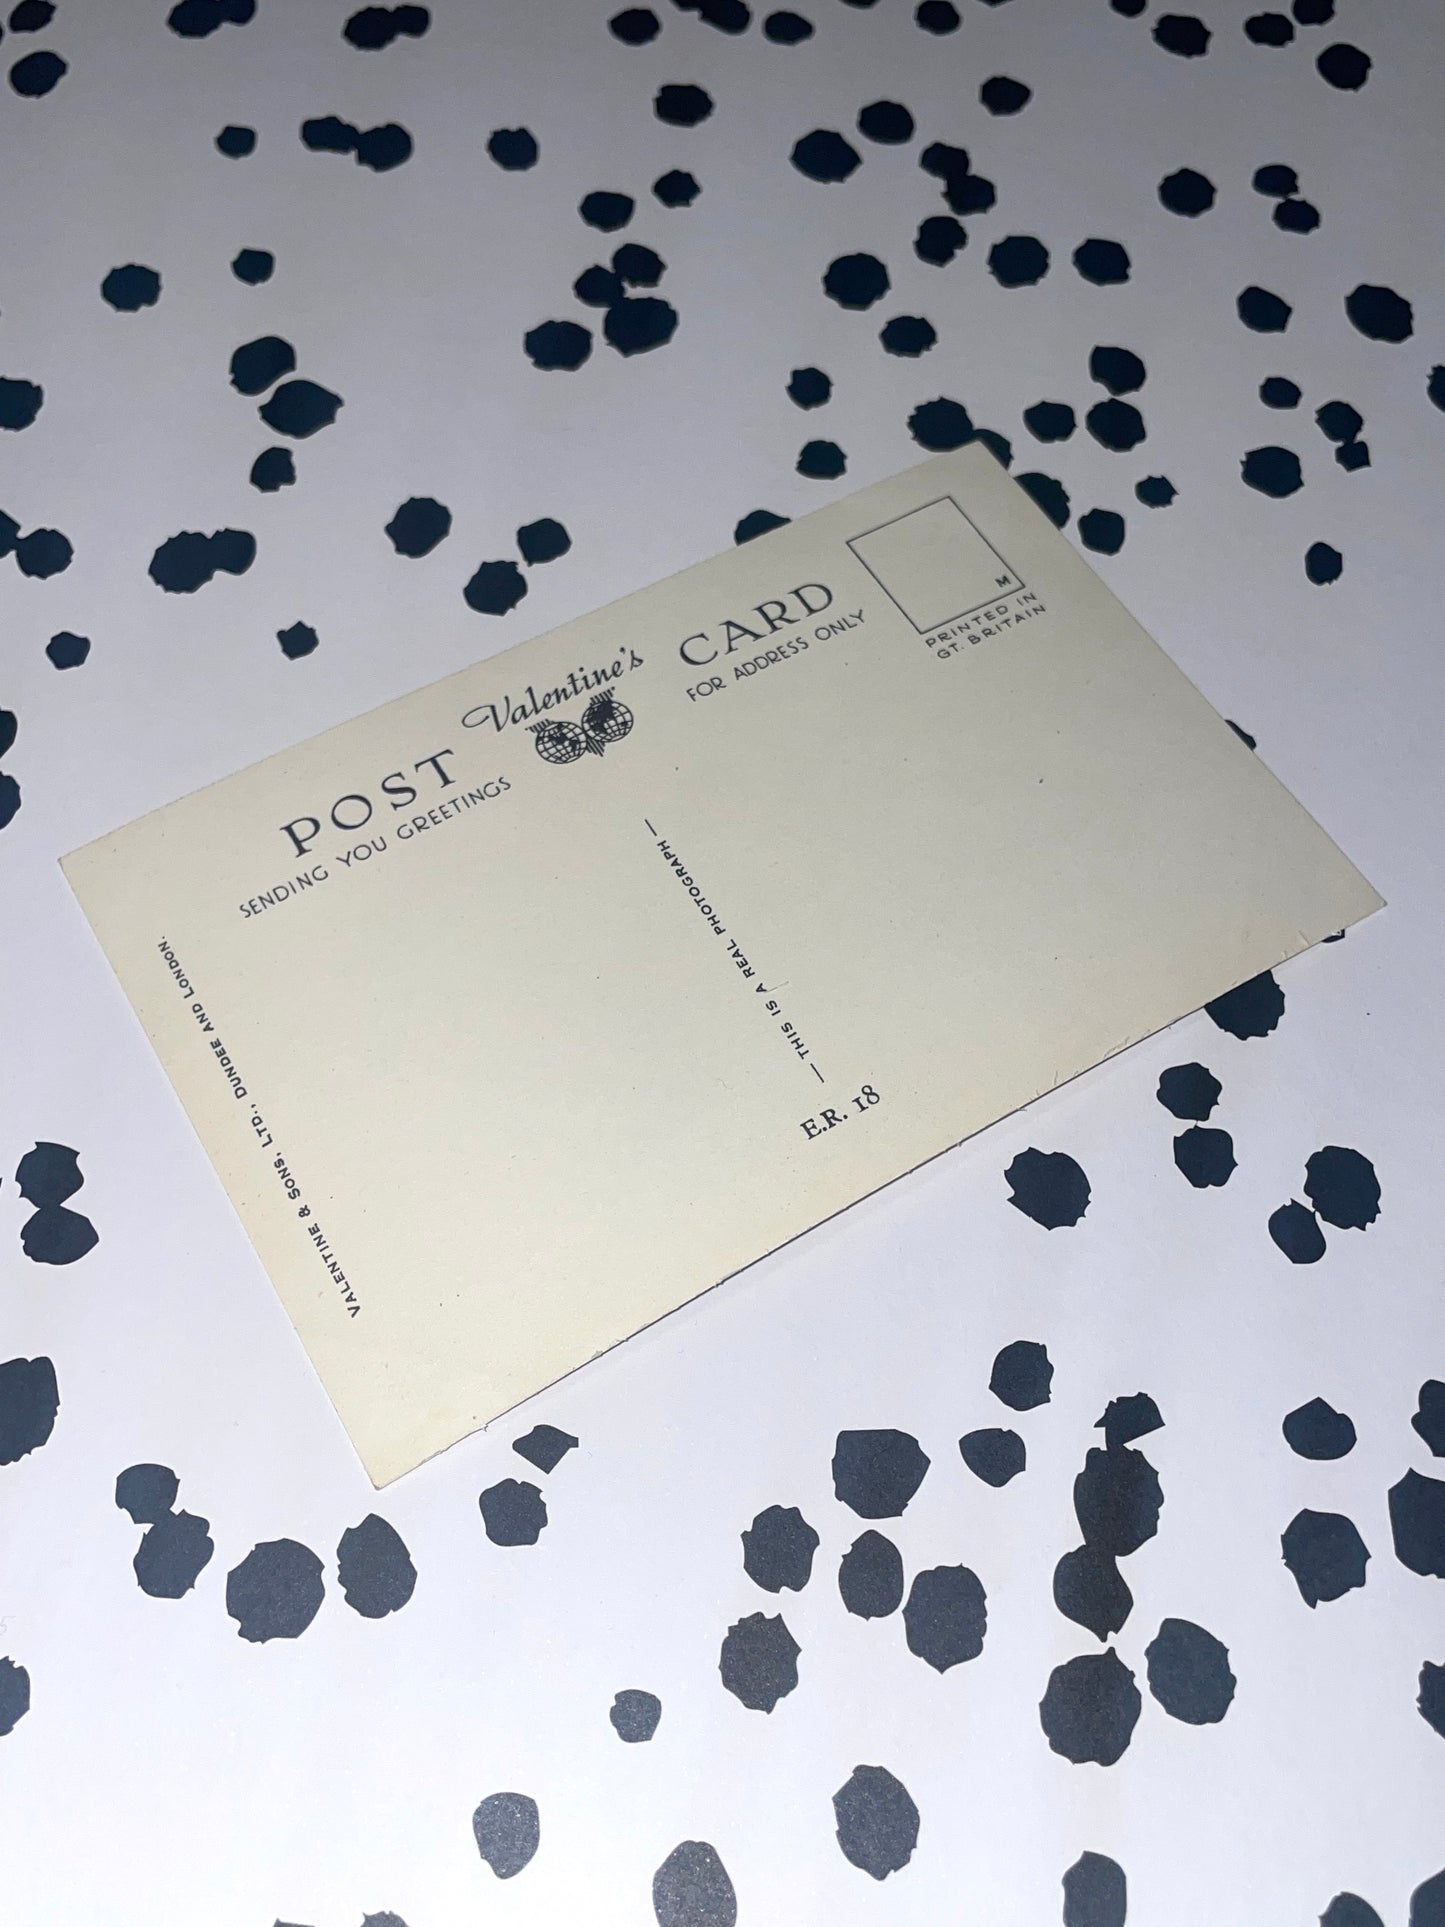 POST Valentine's CARD
SENDING YOU GREETINGS
FOR ADDRESS ONLY
M
PRINTED IN
GT. BRITAIN
VALENTINE & SONS, LTD., DUNDEE AND LONDON.
— THIS IS A REAL PHOTOGRAPH —
E.R. 18